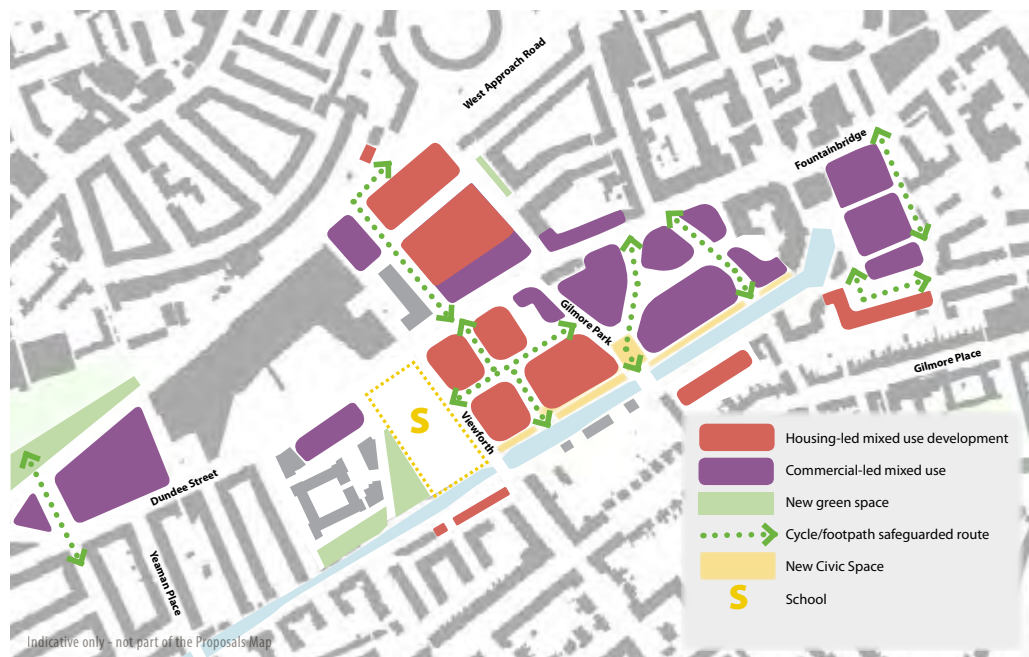 West Approach Road
Fountainbridge
Gilmore Park
Gilmore Place
S
Viewforth
Dundee Street
Yeaman Place
Housing-led mixed use development
Commercial-led mixed use
New green space
Cycle/footpath safeguarded route
New Civic Space
S
School
Indicative only - not part of the Proposals Map